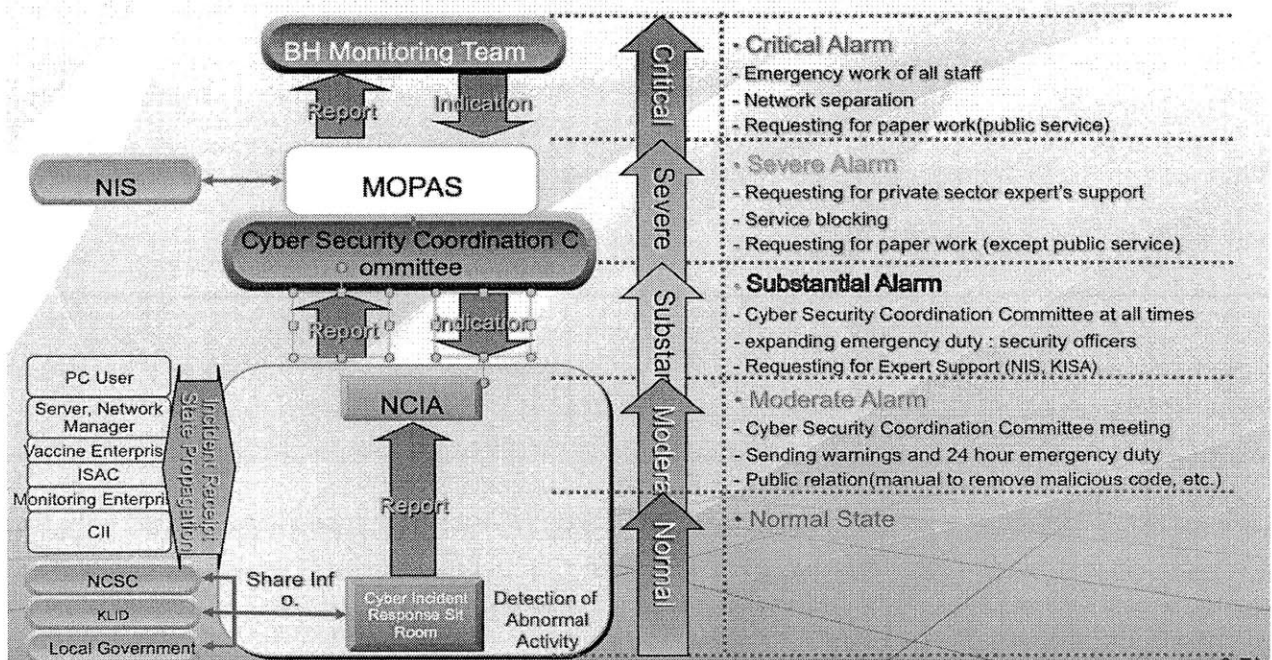 BH Monitoring Team
Report
Indication
NIS
MOPAS
Cyber Security Coordination C
ommittee
Report
Indication
PC User
Server, Network
Manager
Vaccine Enterpris
ISAC
Monitoring Enterpri
CII
Incident Receipt
State Propagation
NCIA
Report
NCSC
KLID
Local Government
Share Inf
o.
Cyber Incident
Response Sit
Room
Detection of
Abnormal
Activity
Critical
Severe
Substan
Modera
Normal
• Critical Alarm
- Emergency work of all staff
- Network separation
- Requesting for paper work(public service)
• Severe Alarm
- Requesting for private sector expert's support
- Service blocking
- Requesting for paper work (except public service)
• Substantial Alarm
- Cyber Security Coordination Committee at all times
- expanding emergency duty : security officers
- Requesting for Expert Support (NIS, KISA)
• Moderate Alarm
- Cyber Security Coordination Committee meeting
- Sending warnings and 24 hour emergency duty
- Public relation(manual to remove malicious code, etc.)
• Normal State